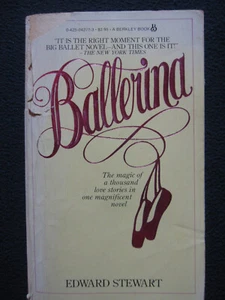 "IT IS THE RIGHT MOMENT FOR THE
BIG BALLET NOVEL—AND THIS ONE IS IT!"
– THE NEW YORK TIMES
Ballerina
The magic of
a thousand
love stories in
one magnificent
novel
EDWARD STEWART